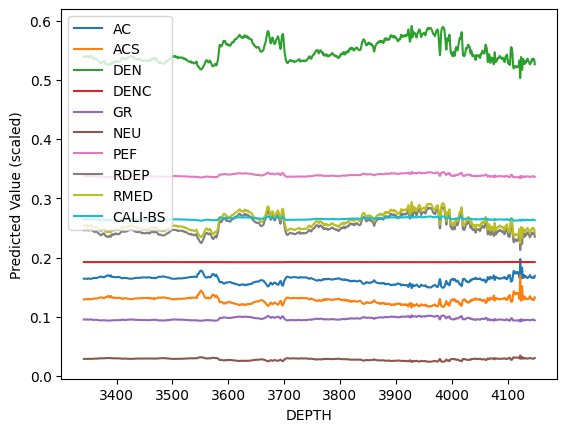 0.6
0.5
0.4
0.3
0.2
0.1
0.0
Predicted Value (scaled)
AC
ACS
DEN
DENC
GR
NEU
PEF
RDEP
RMED
CALI-BS
3400 3500 3600 3700 3800 3900 4000 4100
DEPTH